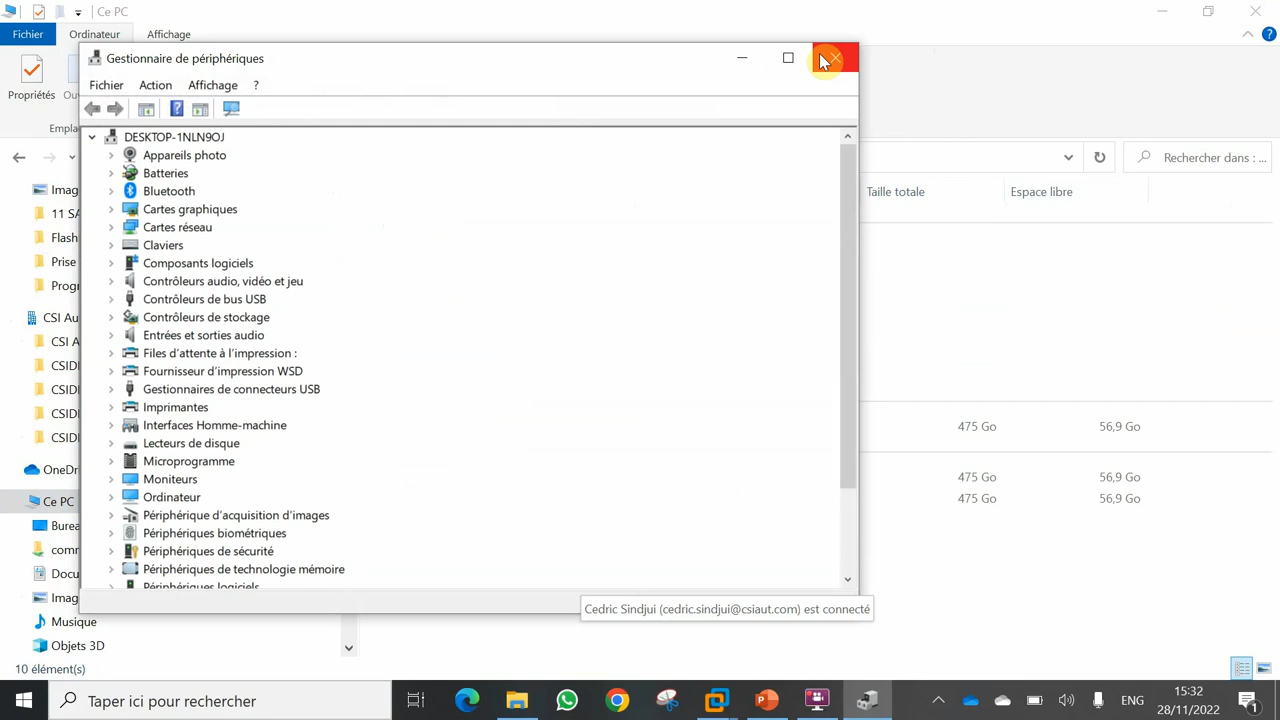 Ce PC
Fichier
Ordinateur
Affichage
Propriétés
Ou
Empla
Gestionnaire de périphériques
Fichier
Action
Affichage
?
DESKTOP-1NLN9OJ
Appareils photo
Batteries
Bluetooth
Cartes graphiques
Cartes réseau
Claviers
Composants logiciels
Contrôleurs audio, vidéo et jeu
Contrôleurs de bus USB
Contrôleurs de stockage
Entrées et sorties audio
Files d'attente à l'impression :
Fournisseur d'impression WSD
Gestionnaires de connecteurs USB
Imprimantes
Interfaces Homme-machine
Lecteurs de disque
Microprogramme
Moniteurs
Ordinateur
Périphérique d'acquisition d'images
Périphériques biométriques
Périphériques de sécurité
Périphériques de technologie mémoire
Périphériques logiciels
Cedric Sindjui (cedric.sindjui@csiaut.com) est connecté
Rechercher dans : ...
Taille totale
Espace libre
475 Go
56,9 Go
475 Go
56,9 Go
475 Go
56,9 Go
Imag
11 SA
Flash
Prise
Progr
CSI Au
CSI A
CSIDI
CSIDI
CSIDI
CSIDI
OneDri
Ce PC
Burea
comr
Docu
Imag
Musique
Objets 3D
10 élément(s)
Taper ici pour rechercher
ENG
15:32
28/11/2022
1